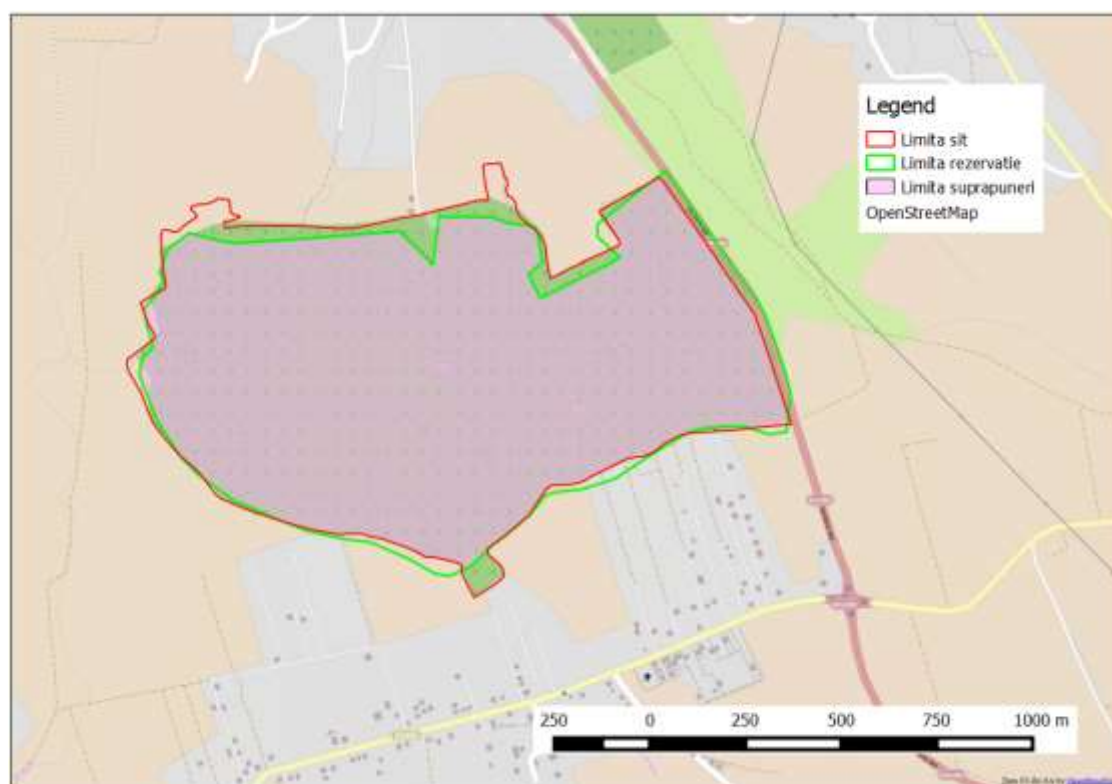 Legend
Limita sit
Limita rezervatie
Limita suprapuneri
OpenStreetMap
250 0 250 500 750 1000 m